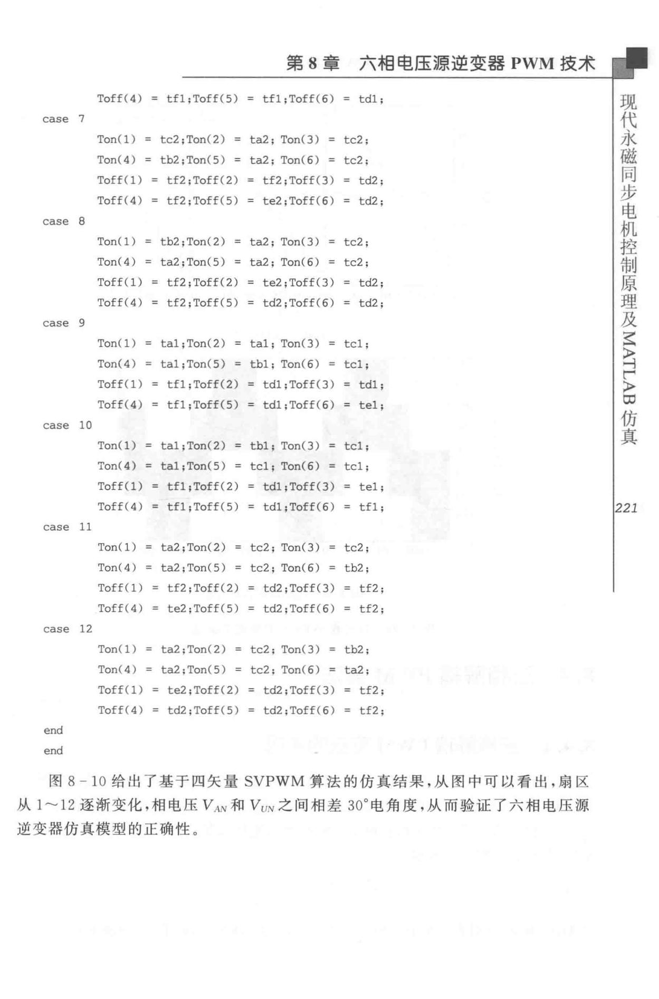 第8章 六相电压源逆变器 PWM 技术
Toff(4) = tf1;Toff(5) = tf1;Toff(6) = td1;
case 7
Ton(1) = tc2;Ton(2) = ta2; Ton(3) = tc2;
Ton(4) = tb2;Ton(5) = ta2; Ton(6) = tc2;
Toff(1) = tf2;Toff(2) = tf2;Toff(3) = td2;
Toff(4) = tf2;Toff(5) = te2;Toff(6) = td2;
case 8
Ton(1) = tb2;Ton(2) = ta2; Ton(3) = tc2;
Ton(4) = ta2;Ton(5) = ta2; Ton(6) = tc2;
Toff(1) = tf2;Toff(2) = te2;Toff(3) = td2;
Toff(4) = tf2;Toff(5) = td2;Toff(6) = td2;
case 9
Ton(1) = ta1;Ton(2) = ta1; Ton(3) = tc1;
Ton(4) = ta1;Ton(5) = tb1; Ton(6) = tc1;
Toff(1) = tf1;Toff(2) = td1;Toff(3) = td1;
Toff(4) = tf1;Toff(5) = td1;Toff(6) = te1;
case 10
Ton(1) = ta1;Ton(2) = tb1; Ton(3) = tc1;
Ton(4) = ta1;Ton(5) = tc1; Ton(6) = tc1;
Toff(1) = tf1;Toff(2) = td1;Toff(3) = te1;
Toff(4) = tf1;Toff(5) = td1;Toff(6) = tf1;
case 11
Ton(1) = ta2;Ton(2) = tc2; Ton(3) = tc2;
Ton(4) = ta2;Ton(5) = tc2; Ton(6) = tb2;
Toff(1) = tf2;Toff(2) = td2;Toff(3) = tf2;
Toff(4) = te2;Toff(5) = td2;Toff(6) = tf2;
case 12
Ton(1) = ta2;Ton(2) = tc2; Ton(3) = tb2;
Ton(4) = ta2;Ton(5) = tc2; Ton(6) = ta2;
Toff(1) = te2;Toff(2) = td2;Toff(3) = tf2;
Toff(4) = td2;Toff(5) = td2;Toff(6) = tf2;
end
end
图 8-10 给出了基于四矢量 SVPWM 算法的仿真结果,从图中可以看出,扇区
从 1~12 逐渐变化,相电压 VAN 和 VUN 之间相差 30°电角度,从而验证了六相电压源
逆变器仿真模型的正确性。
现代永磁同步电机控制原理及MATLAB仿真
221